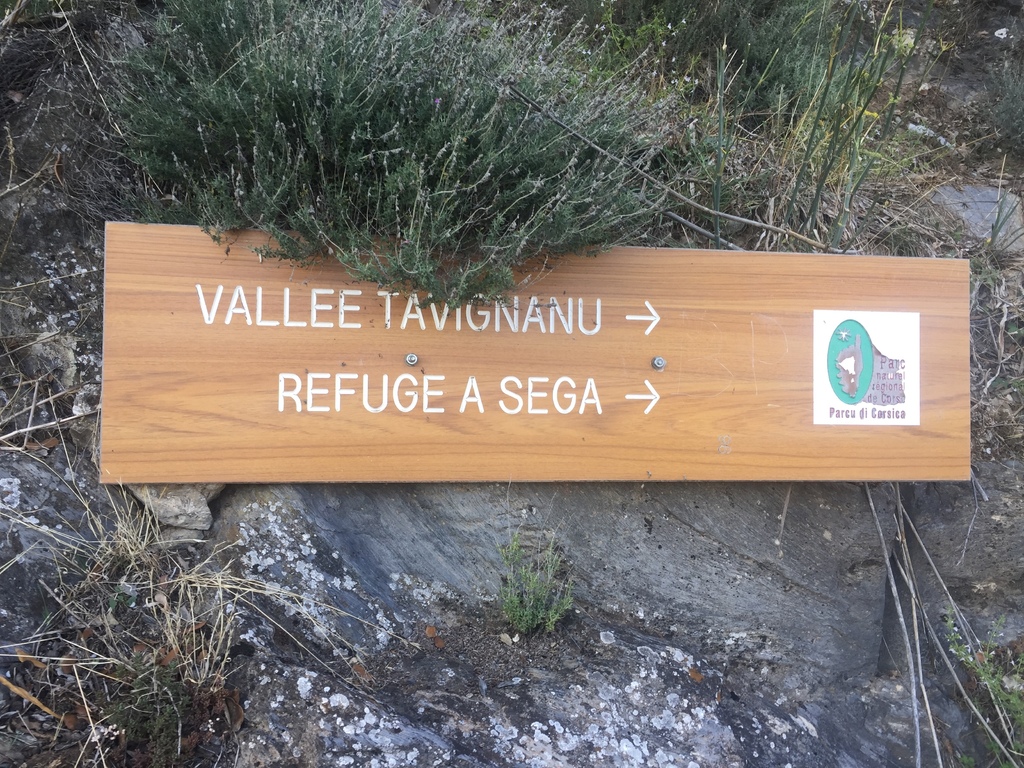 VALLEE TAVIGNANU →
REFUGE A SEGA →
Parc
naturel
régional
de Corse
Parcu di Corsica